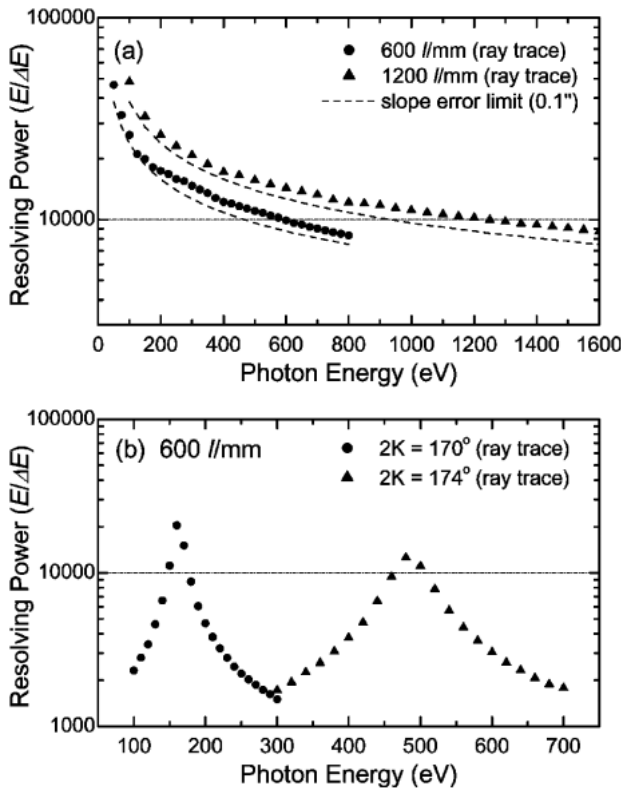 100000
(a)
600 l/mm (ray trace)
1200 l/mm (ray trace)
slope error limit (0.1")
10000
Resolving Power (E/ΔE)
0 200 400 600 800 1000 1200 1400 1600
Photon Energy (eV)
100000
(b) 600 l/mm
2K = 170° (ray trace)
2K = 174° (ray trace)
10000
Resolving Power (E/ΔE)
1000
100 200 300 400 500 600 700
Photon Energy (eV)